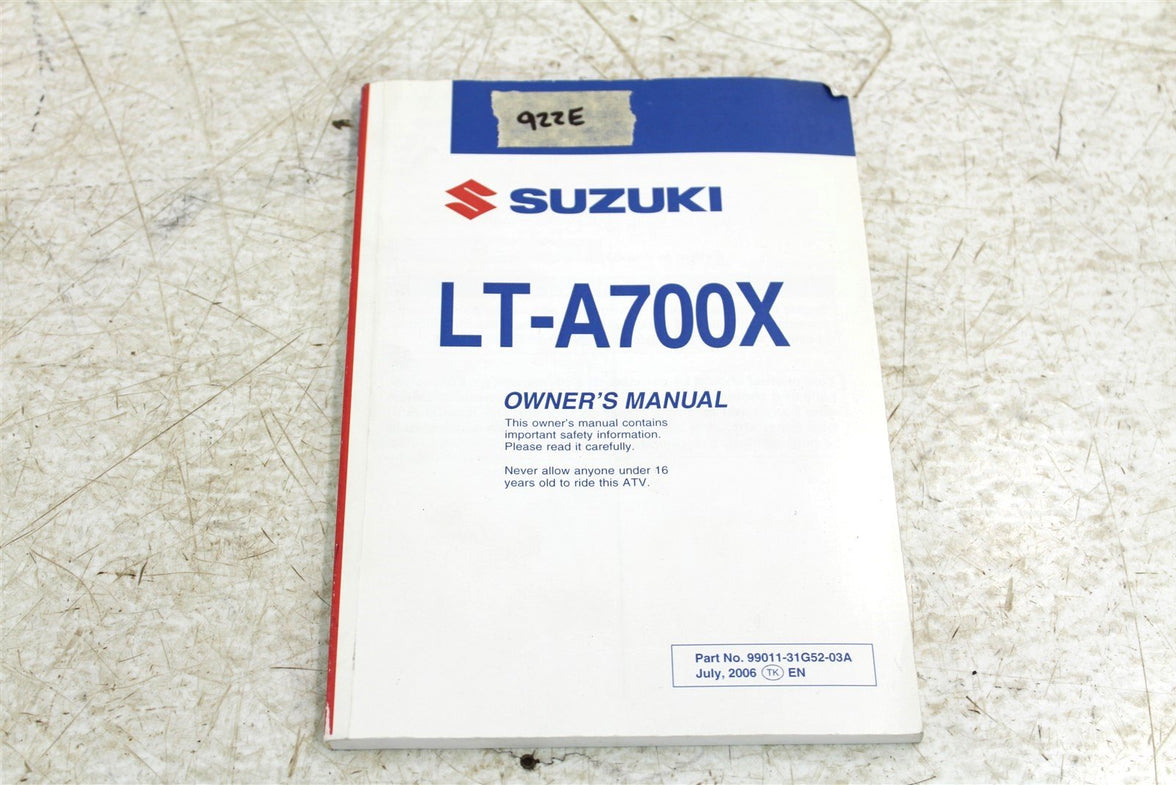 922E
SUZUKI
LT-A700X
OWNER'S MANUAL
This owner's manual contains
important safety information.
Please read it carefully.
Never allow anyone under 16
years old to ride this ATV.
Part No. 99011-31G52-03A
July, 2006 TK EN